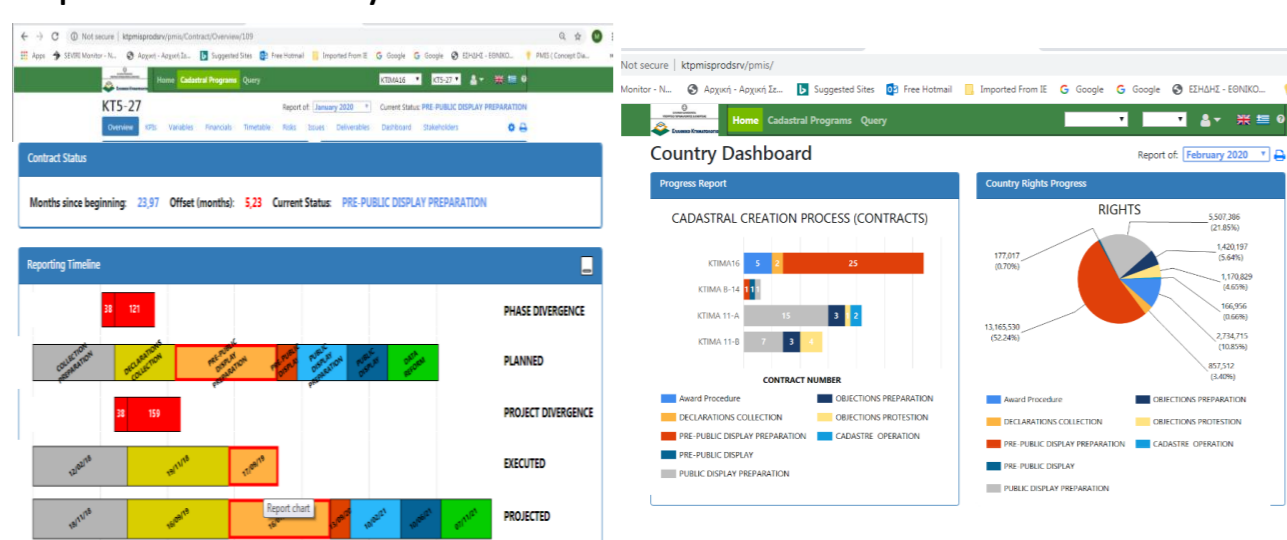 Not secure | ktpmisprodsrv/pmis/Contract/Overview/109
Apps SEVIRI Monitor - N... Αρχική - Αρχική Σε... Suggested Sites Free Hotmail Imported From IE Google Google ΕΣΗΔΗΣ - ΕΘΝΙΚΟ... PMIS ( Concept Dia...
Home Cadastral Programs Query KTIMA16 KT5-27
KT5-27 Report of: January 2020 Current Status: PRE-PUBLIC DISPLAY PREPARATION
Overview KPIs Variables Financials Timetable Risks Issues Deliverables Dashboard Stakeholders
Contract Status
Months since beginning: 23,97 Offset (months): 5,23 Current Status: PRE-PUBLIC DISPLAY PREPARATION
Reporting Timeline
38 121 PHASE DIVERGENCE
COLLECTION PREPARATION DECLARATIONS COLLECTION PRE-PUBLIC DISPLAY PREPARATION PRE-PUBLIC DISPLAY PUBLIC DISPLAY PREPARATION PUBLIC DISPLAY DATA REFORM PLANNED
38 159 PROJECT DIVERGENCE
12/02/18 19/11/18 17/09/19 EXECUTED
Report chart
18/11/18 16/09/19 10/02/21 07/11/21 PROJECTED
Not secure | ktpmisprodsrv/pmis/
Monitor - N... Αρχική - Αρχική Σε... Suggested Sites Free Hotmail Imported From IE Google Google ΕΣΗΔΗΣ - ΕΘΝΙΚΟ...
Home Cadastral Programs Query
Country Dashboard Report of: February 2020
Progress Report
CADASTRAL CREATION PROCESS (CONTRACTS)
KTIMA16 5 2 25
KTIMA B-14 1 1 1
KTIMA 11-A 15 3 2
KTIMA 11-B 7 3 4
CONTRACT NUMBER
Award Procedure OBJECTIONS PREPARATION
DECLARATIONS COLLECTION OBJECTIONS PROTESTION
PRE-PUBLIC DISPLAY PREPARATION CADASTRE OPERATION
PRE-PUBLIC DISPLAY
PUBLIC DISPLAY PREPARATION
Country Rights Progress
RIGHTS
5,507,386
(21.85%)
1,420,197
(5.64%)
1,170,829
(4.65%)
166,956
(0.66%)
2,734,715
(10.85%)
857,512
(3.40%)
177,017
(0.70%)
13,165,530
(52.24%)
Award Procedure OBJECTIONS PREPARATION
DECLARATIONS COLLECTION OBJECTIONS PROTESTION
PRE-PUBLIC DISPLAY PREPARATION CADASTRE OPERATION
PRE-PUBLIC DISPLAY
PUBLIC DISPLAY PREPARATION